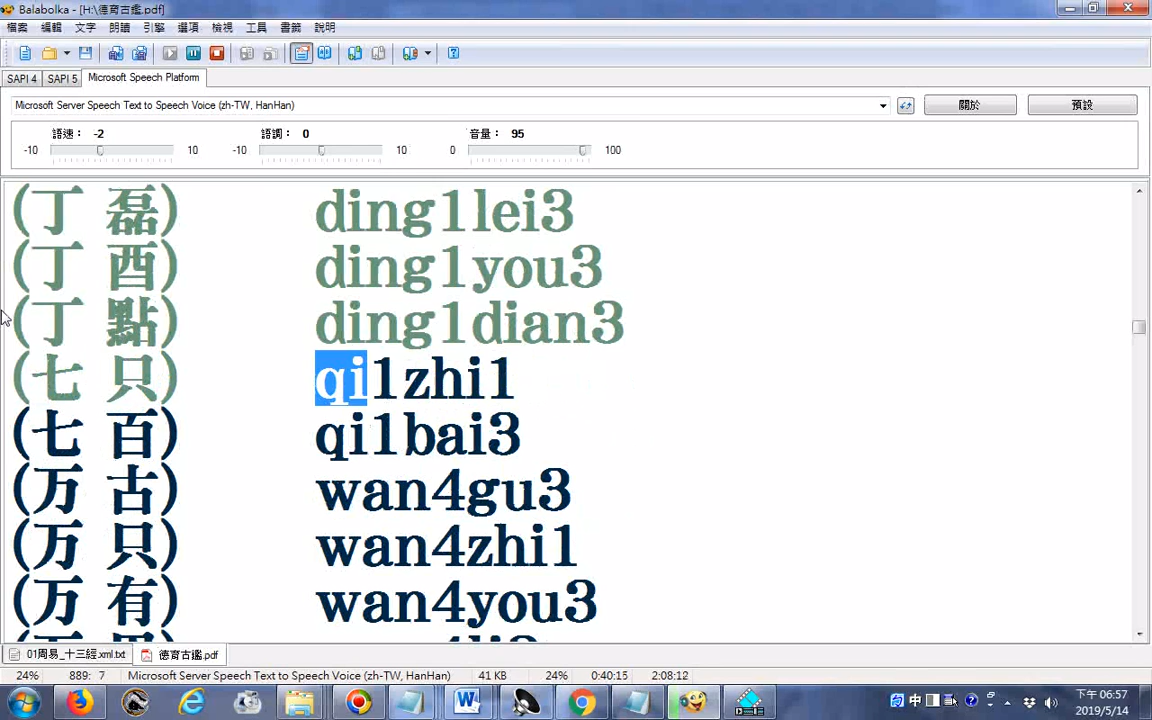 Balabolka - [H:\德育古鑑.pdf]
檔案 編輯 文字 朗讀 引擎 選項 檢視 工具 書籤 說明
SAPI 4 SAPI 5 Microsoft Speech Platform
Microsoft Server Speech Text to Speech Voice (zh-TW, HanHan) 關於 預設
語速： -2 語調： 0 音量： 95
-10 10 -10 10 0 100
(丁 磊) ding1lei3
(丁 酉) ding1you3
(丁 點) ding1dian3
(七 只) qi1zhi1
(七 百) qi1bai3
(万 古) wan4gu3
(万 只) wan4zhi1
(万 有) wan4you3
01周易_十三經.xml.txt 德育古鑑.pdf
24% 889: 7 Microsoft Server Speech Text to Speech Voice (zh-TW, HanHan) 41 KB 24% 0:40:15 2:08:12
中 下午 06:57
2019/5/14